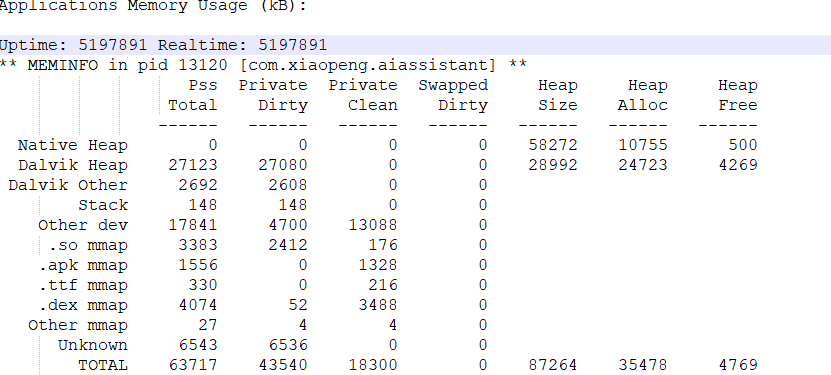 Applications Memory Usage (kB):
Uptime: 5197891 Realtime: 5197891
** MEMINFO in pid 13120 [com.xiaopeng.aiassistant] **
Pss Private Private Swapped Heap Heap Heap
Total Dirty Clean Dirty Size Alloc Free
------ ------ ------ ------ ------ ------ ------
Native Heap 0 0 0 0 58272 10755 500
Dalvik Heap 27123 27080 0 0 28992 24723 4269
Dalvik Other 2692 2608 0 0
Stack 148 148 0 0
Other dev 17841 4700 13088 0
.so mmap 3383 2412 176 0
.apk mmap 1556 0 1328 0
.ttf mmap 330 0 216 0
.dex mmap 4074 52 3488 0
Other mmap 27 4 4 0
Unknown 6543 6536 0 0
TOTAL 63717 43540 18300 0 87264 35478 4769